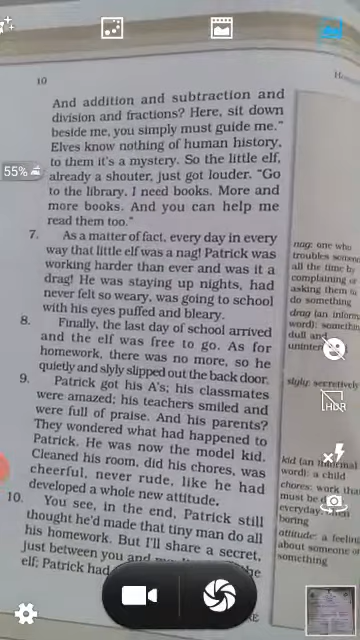 10
And addition and subtraction and
division and fractions? Here, sit down
beside me, you simply must guide me."
Elves know nothing of human history,
to them it's a mystery. So the little elf,
already a shouter, just got louder. "Go
to the library, I need books. More and
more books. And you can help me
read them too."
7. As a matter of fact, every day in every
way that little elf was a nag! Patrick was
working harder than ever and was it a
drag! He was staying up nights, had
never felt so weary, was going to school
with his eyes puffed and bleary.
8. Finally, the last day of school arrived
and the elf was free to go. As for
homework, there was no more, so he
quietly and slyly slipped out the back door.
9. Patrick got his A's; his classmates
were amazed; his teachers smiled and
were full of praise. And his parents?
They wondered what had happened to
Patrick. He was now the model kid.
Cleaned his room, did his chores, was
cheerful, never rude, like he had
developed a whole new attitude.
10. You see, in the end, Patrick still
thought he'd made that tiny man do all
his homework. But I'll share a secret,
just between you and
elf, Patrick had
nag: one who
troubles someone
all the time by
complaining or
asking them to
do something
drag (an informal
word): something
dull and
slyly: secretively
kid (an informal
word): a child
chores: work that
must be
everyday,
boring
attitude: a feeling
about someone or
something
55%
HDR